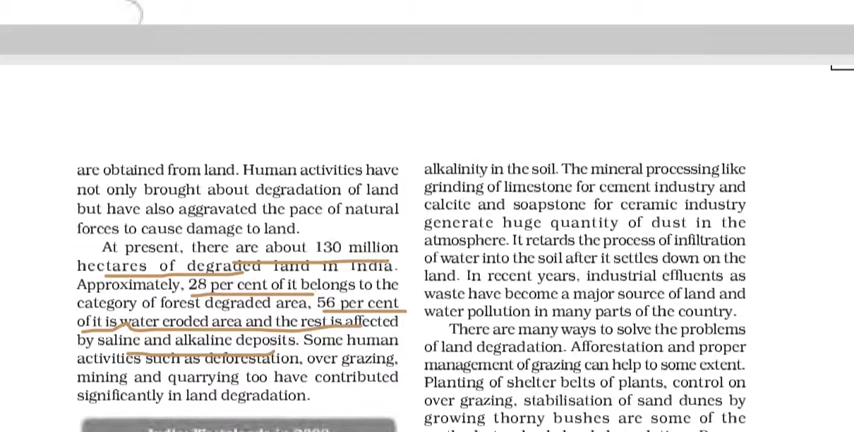 are obtained from land. Human activities have
not only brought about degradation of land
but have also aggravated the pace of natural
forces to cause damage to land.
At present, there are about 130 million
hectares of degraded land in India.
Approximately, 28 per cent of it belongs to the
category of forest degraded area, 56 per cent
of it is water eroded area and the rest is affected
by saline and alkaline deposits. Some human
activities such as deforestation, over grazing,
mining and quarrying too have contributed
significantly in land degradation.
alkalinity in the soil. The mineral processing like
grinding of limestone for cement industry and
calcite and soapstone for ceramic industry
generate huge quantity of dust in the
atmosphere. It retards the process of infiltration
of water into the soil after it settles down on the
land. In recent years, industrial effluents as
waste have become a major source of land and
water pollution in many parts of the country.
There are many ways to solve the problems
of land degradation. Afforestation and proper
management of grazing can help to some extent.
Planting of shelter belts of plants, control on
over grazing, stabilisation of sand dunes by
growing thorny bushes are some of the